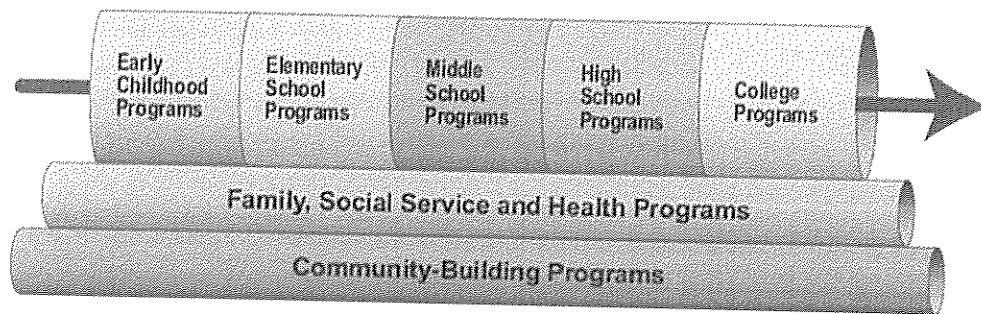 Early
Childhood
Programs
Elementary
School
Programs
Middle
School
Programs
High
School
Programs
College
Programs
Family, Social Service and Health Programs
Community-Building Programs